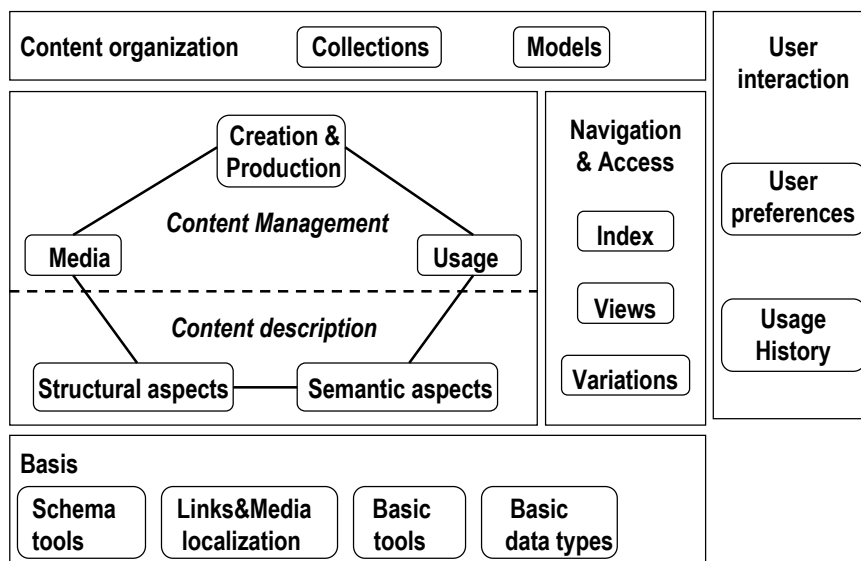 Content organization
Collections
Models
User
interaction
Creation &
Production
Content Management
Media
Usage
Content description
Structural aspects
Semantic aspects
Navigation
& Access
Index
Views
Variations
User
preferences
Usage
History
Basis
Schema
tools
Links&Media
localization
Basic
tools
Basic
data types